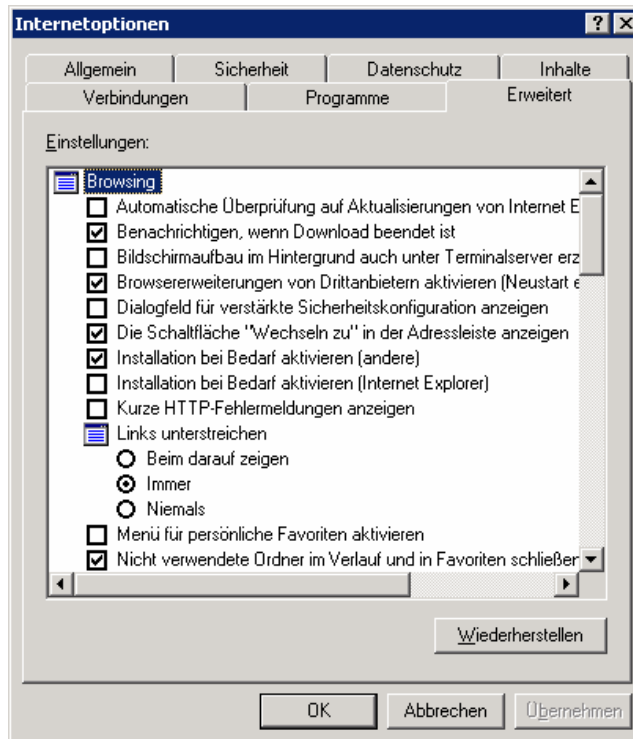 Internetoptionen
Allgemein Sicherheit Datenschutz Inhalte
Verbindungen Programme Erweitert
Einstellungen:
Browsing
Automatische Überprüfung auf Aktualisierungen von Internet E
Benachrichtigen, wenn Download beendet ist
Bildschirmaufbau im Hintergrund auch unter Terminalserver erz
Browsererweiterungen von Drittanbietern aktivieren (Neustart e
Dialogfeld für verstärkte Sicherheitskonfiguration anzeigen
Die Schaltfläche "Wechseln zu" in der Adressleiste anzeigen
Installation bei Bedarf aktivieren (andere)
Installation bei Bedarf aktivieren (Internet Explorer)
Kurze HTTP-Fehlermeldungen anzeigen
Links unterstreichen
Beim darauf zeigen
Immer
Niemals
Menü für persönliche Favoriten aktivieren
Nicht verwendete Ordner im Verlauf und in Favoriten schließen
Wiederherstellen
OK Abbrechen Übernehmen